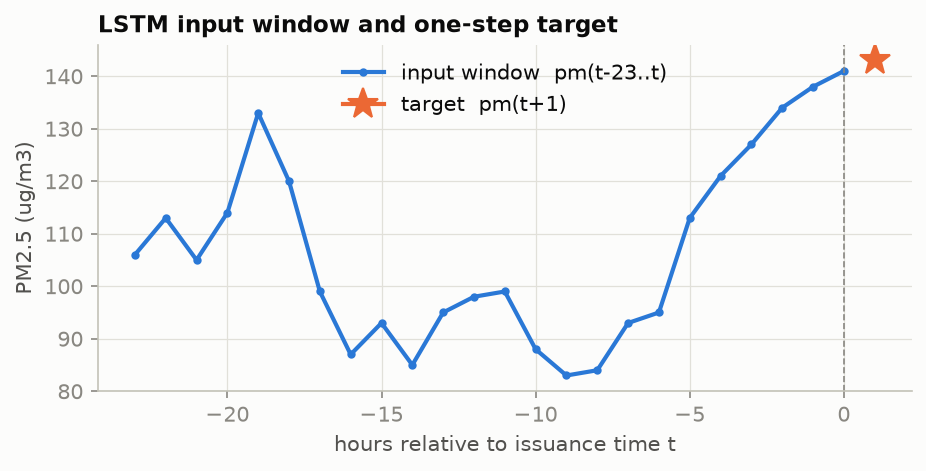 LSTM input window and one-step target
input window  pm(t-23..t)
target  pm(t+1)
PM2.5 (ug/m3)
140
130
120
110
100
90
80
−20
−15
−10
−5
0
hours relative to issuance time t